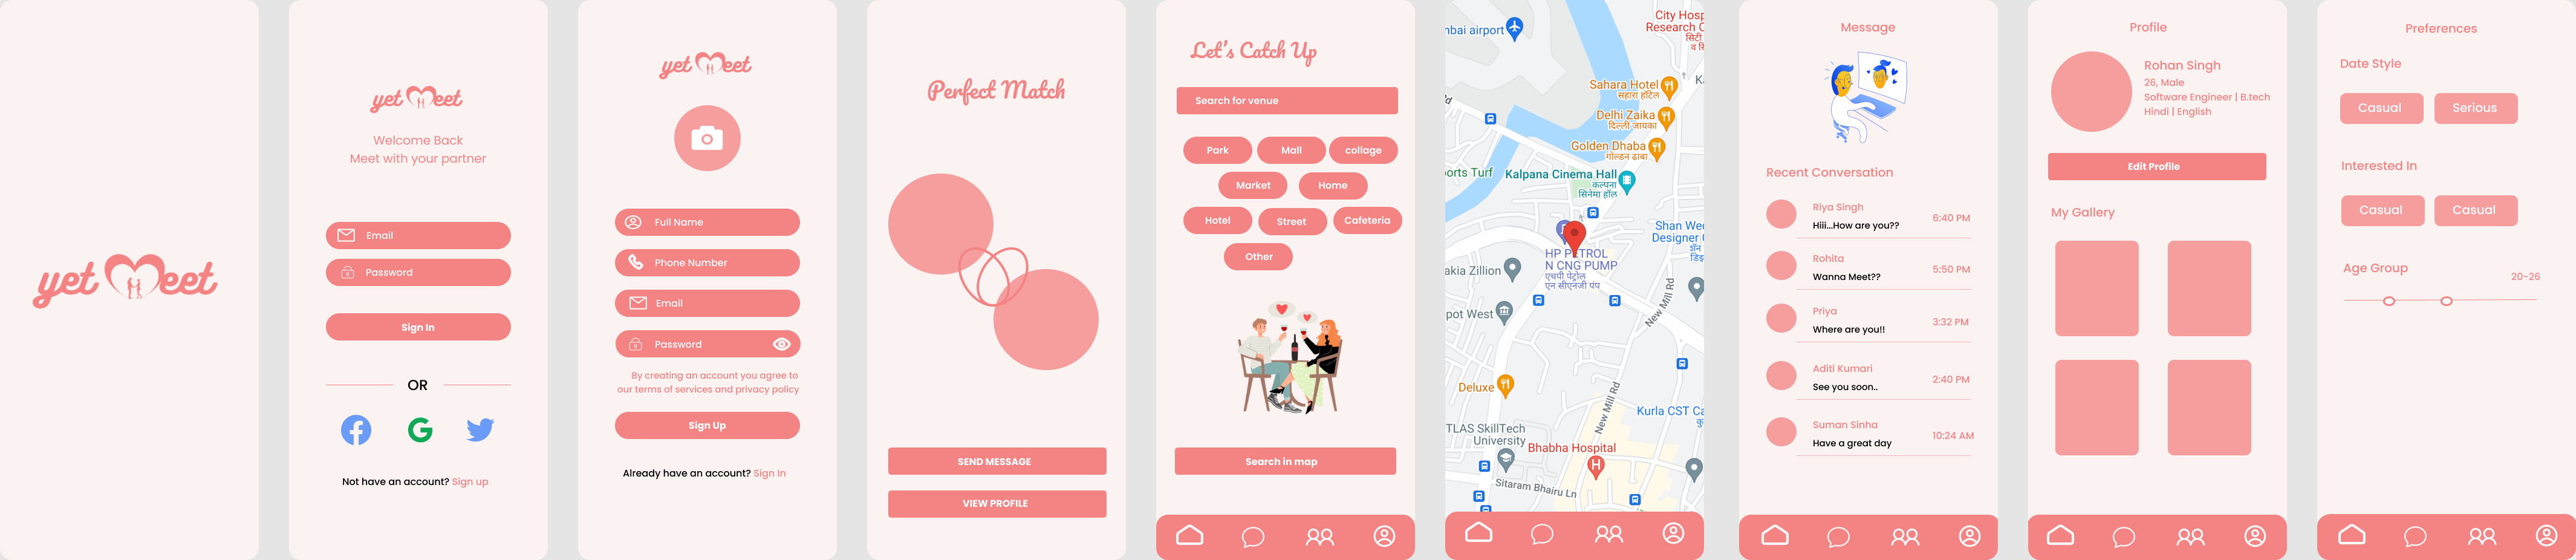 yet Meet
yet Meet
Welcome Back
Meet with your partner
Email
Password
Sign In
OR
Not have an account? Sign up
yet Meet
Full Name
Phone Number
Email
Password
By creating an account you agree to
our terms of services and privacy policy
Sign Up
Already have an account? Sign In
Perfect Match
SEND MESSAGE
VIEW PROFILE
Let's Catch Up
Search for venue
Park
Mall
collage
Market
Home
Hotel
Street
Cafeteria
Other
Search in map
City Hosp
Research C
सिटी
nbai airport
Sahara Hotel
सहारा हॉटेल
Delhi Zaika
दिल्ली जायका
Golden Dhaba
गोल्डन ढाबा
orts Turf
Kalpana Cinema Hall
कल्पना
सिनेमा हॉल
Shan We
Designer
HP PETROL
N CNG PUMP
एचपी पेट्रोल
एन सीएनजी पंप
akia Zillion
New Mill Rd
pot West
Deluxe
New Mill Rd
Kurla CST Ca
TLAS SkillTech
University
Bhabha Hospital
Sitaram Bhairu Ln
Message
Recent Conversation
Riya Singh
Hiii...How are you??
6:40 PM
Rohita
Wanna Meet??
5:50 PM
Priya
Where are you!!
3:32 PM
Aditi Kumari
See you soon..
2:40 PM
Suman Sinha
Have a great day
10:24 AM
Profile
Rohan Singh
26, Male
Software Engineer | B.tech
Hindi | English
Edit Profile
My Gallery
Preferences
Date Style
Casual
Serious
Interested In
Casual
Casual
Age Group
20-26